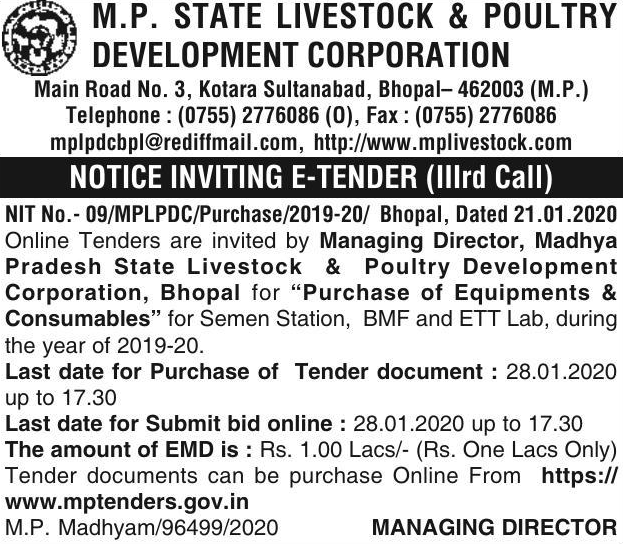 M.P. STATE LIVESTOCK & POULTRY
DEVELOPMENT CORPORATION
Main Road No. 3, Kotara Sultanabad, Bhopal– 462003 (M.P.)
Telephone : (0755) 2776086 (O), Fax : (0755) 2776086
mplpdcbpl@rediffmail.com, http://www.mplivestock.com
NOTICE INVITING E-TENDER (IIIrd Call)
NIT No.- 09/MPLPDC/Purchase/2019-20/ Bhopal, Dated 21.01.2020
Online Tenders are invited by Managing Director, Madhya
Pradesh State Livestock & Poultry Development
Corporation, Bhopal for “Purchase of Equipments &
Consumables” for Semen Station, BMF and ETT Lab, during
the year of 2019-20.
Last date for Purchase of Tender document : 28.01.2020
up to 17.30
Last date for Submit bid online : 28.01.2020 up to 17.30
The amount of EMD is : Rs. 1.00 Lacs/- (Rs. One Lacs Only)
Tender documents can be purchase Online From https://
www.mptenders.gov.in
M.P. Madhyam/96499/2020 MANAGING DIRECTOR